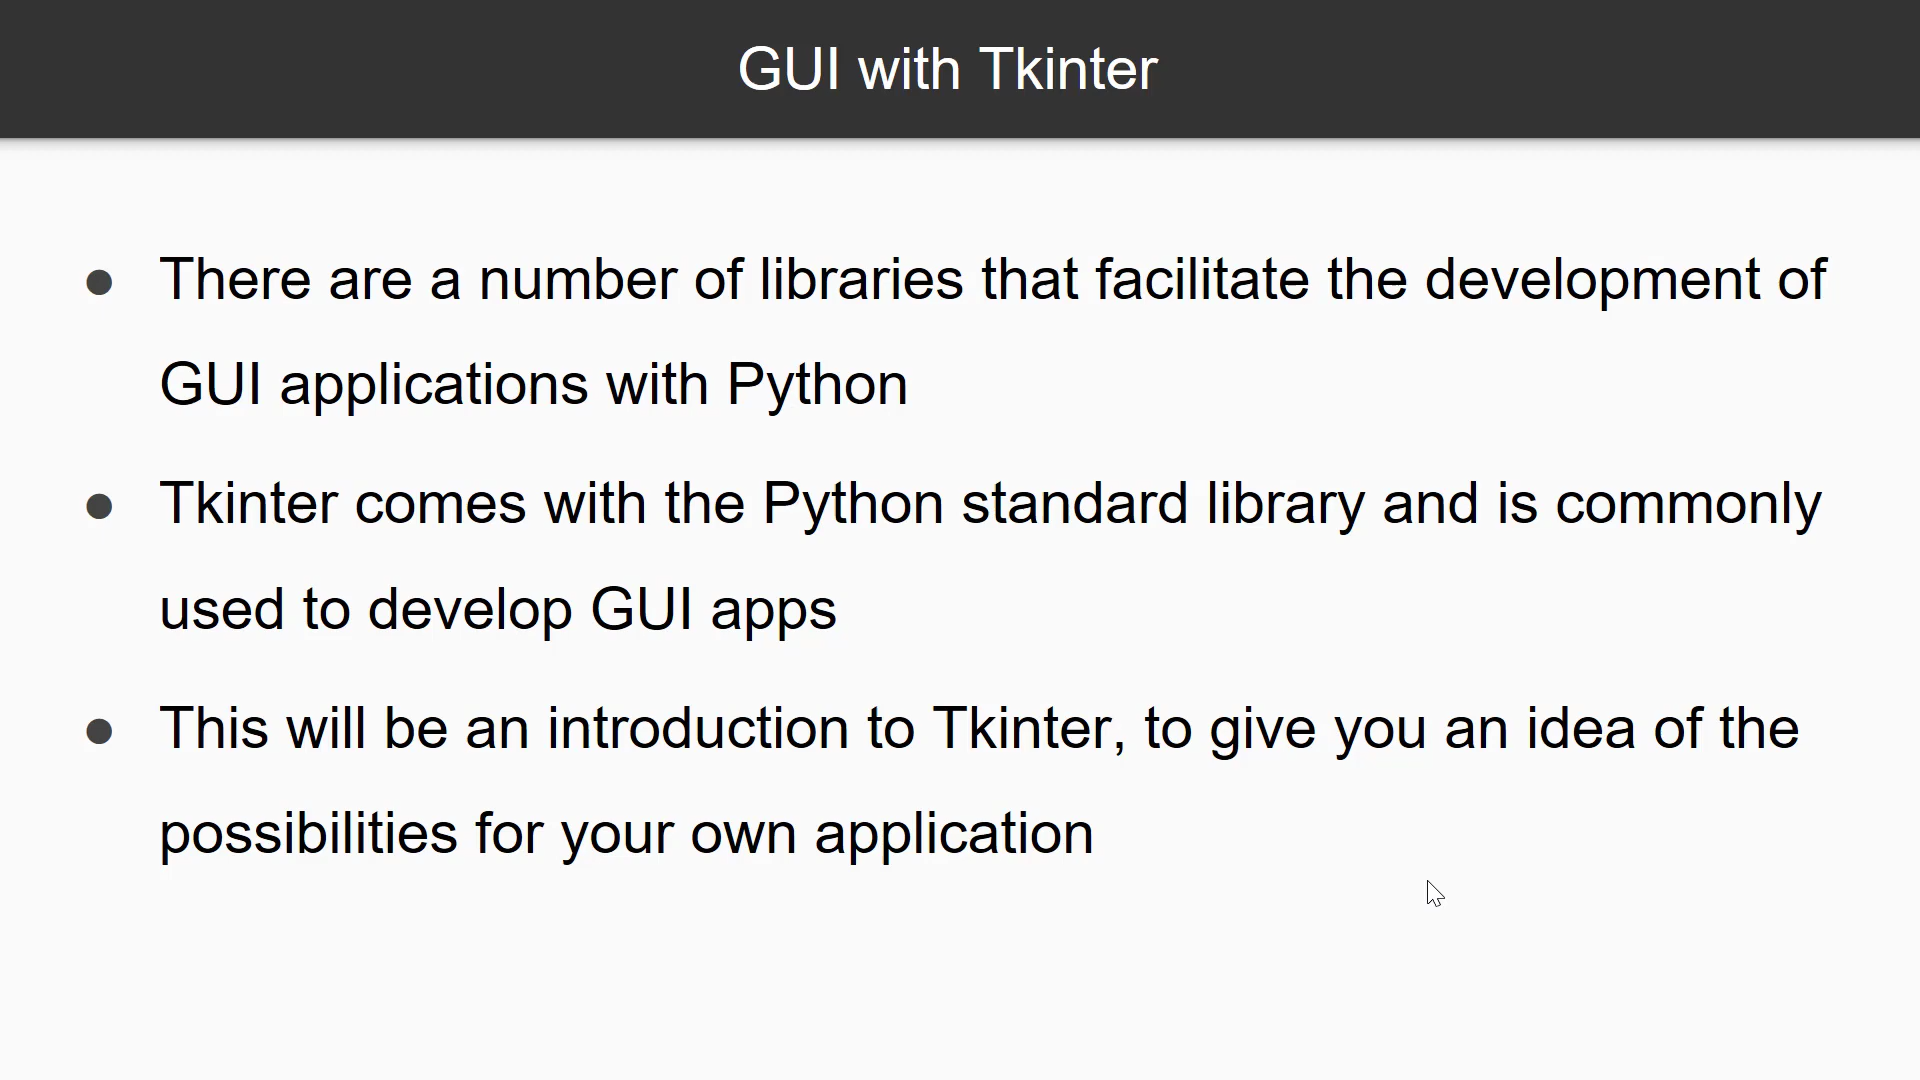 GUI with Tkinter
● There are a number of libraries that facilitate the development of
GUI applications with Python
● Tkinter comes with the Python standard library and is commonly
used to develop GUI apps
● This will be an introduction to Tkinter, to give you an idea of the
possibilities for your own application